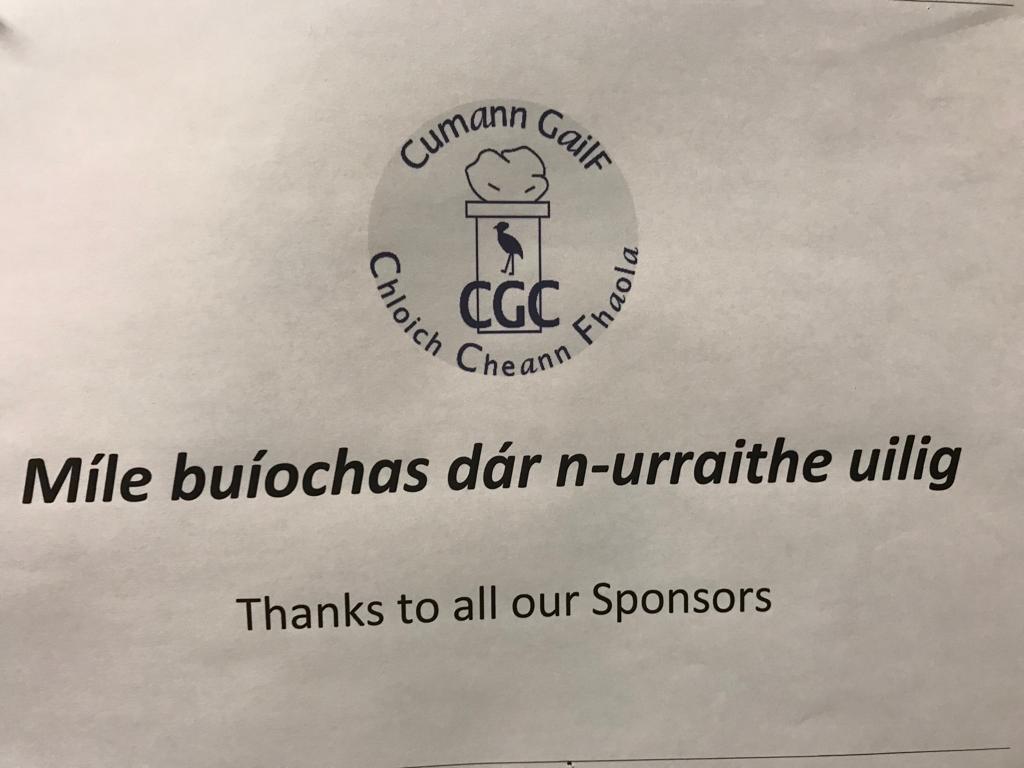 Cumann Gailf
CGC
Chloich Cheann Fhaola
Míle buíochas dár n-urraithe uilig
Thanks to all our Sponsors